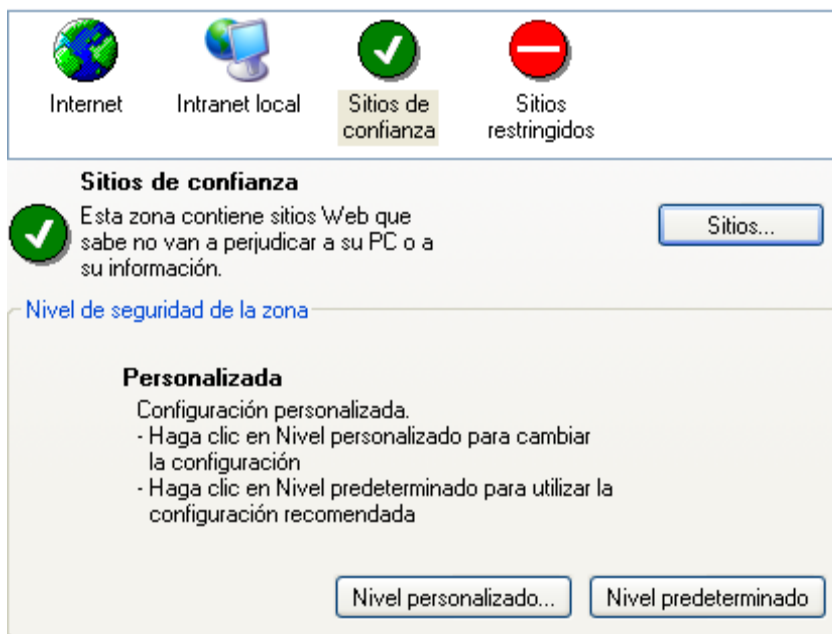 Internet
Intranet local
Sitios de
confianza
Sitios
restringidos
Sitios de confianza
Esta zona contiene sitios Web que
sabe no van a perjudicar a su PC o a
su información.
Sitios...
Nivel de seguridad de la zona
Personalizada
Configuración personalizada.
- Haga clic en Nivel personalizado para cambiar
la configuración
- Haga clic en Nivel predeterminado para utilizar la
configuración recomendada
Nivel personalizado...
Nivel predeterminado